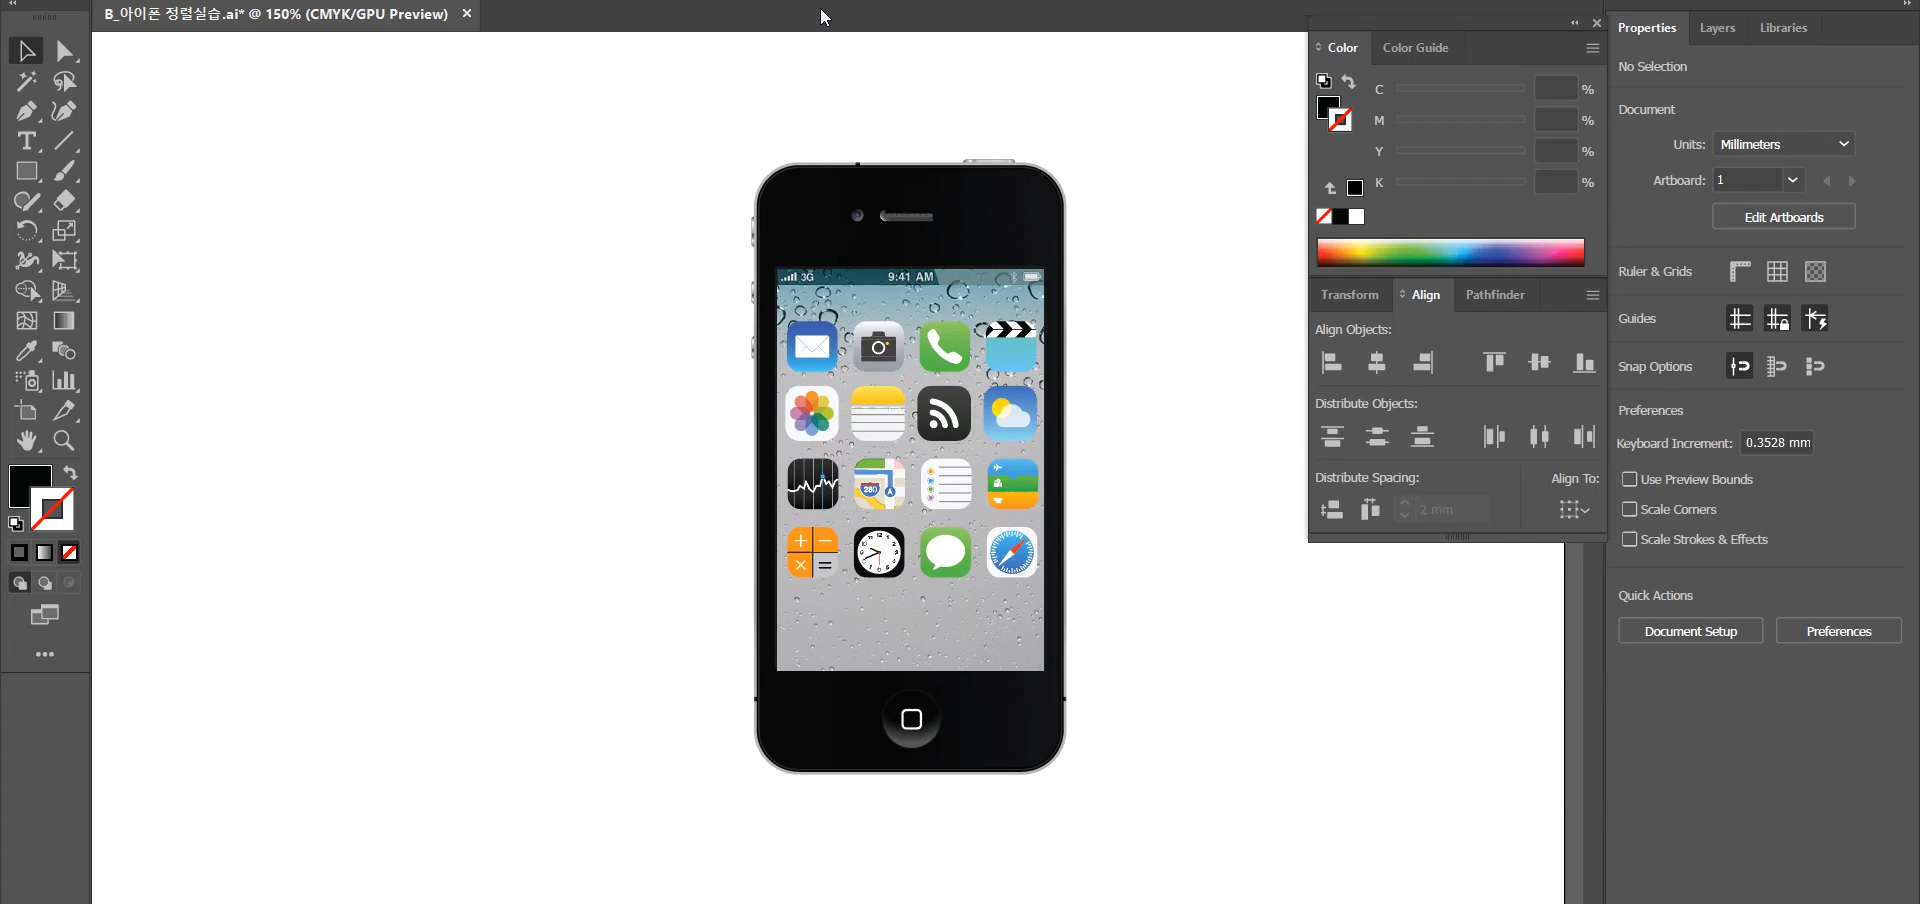 B_아이폰 정렬실습.ai* @ 150% (CMYK/GPU Preview)
Color
Color Guide
C
%
M
%
Y
%
K
%
Transform
Align
Pathfinder
Align Objects:
Distribute Objects:
Distribute Spacing:
Align To:
2 mm
Properties
Layers
Libraries
No Selection
Document
Units:
Millimeters
Artboard:
1
Edit Artboards
Ruler & Grids
Guides
Snap Options
Preferences
Keyboard Increment:
0.3528 mm
Use Preview Bounds
Scale Corners
Scale Strokes & Effects
Quick Actions
Document Setup
Preferences
3G
9:41 AM
280